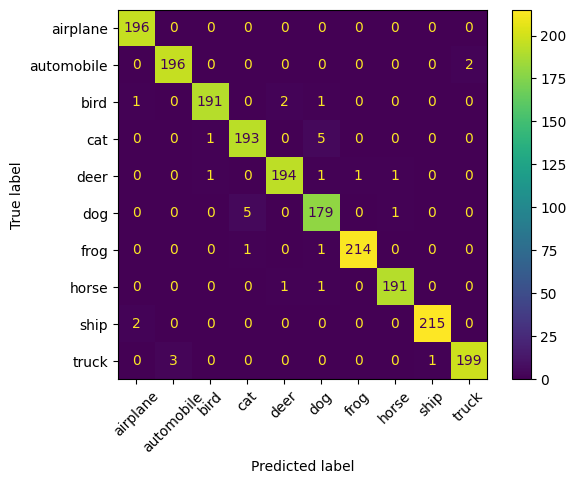 True label
airplane 196 0 0 0 0 0 0 0 0 0
automobile 0 196 0 0 0 0 0 0 0 2
bird 1 0 191 0 2 1 0 0 0 0
cat 0 0 1 193 0 5 0 0 0 0
deer 0 0 1 0 194 1 1 1 0 0
dog 0 0 0 5 0 179 0 1 0 0
frog 0 0 0 1 0 1 214 0 0 0
horse 0 0 0 0 1 1 0 191 0 0
ship 2 0 0 0 0 0 0 0 215 0
truck 0 3 0 0 0 0 0 0 1 199
airplane automobile bird cat deer dog frog horse ship truck
Predicted label
200
175
150
125
100
75
50
25
0